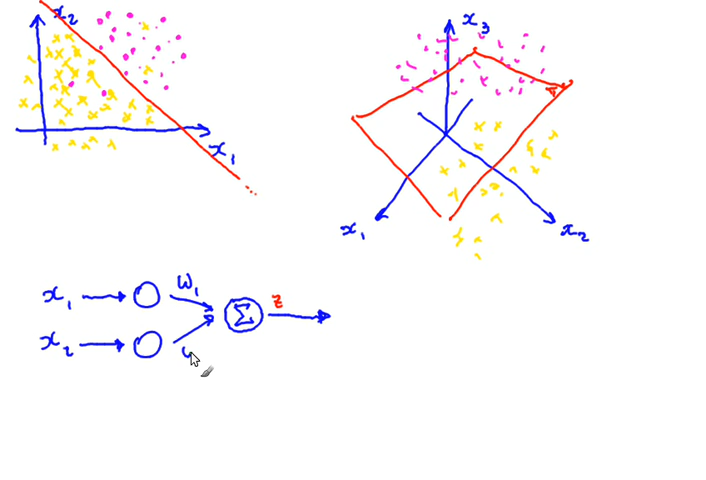 x₂
x₁
x₃
x₁
x₂
x₁
W₁
Σ
z
x₂